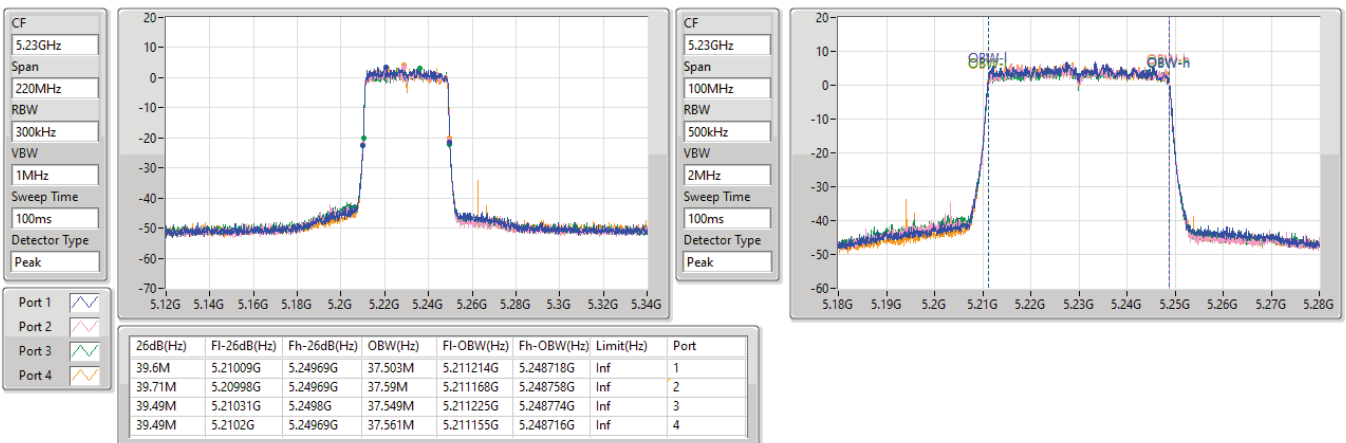 CF
5.23GHz
Span
220MHz
RBW
300kHz
VBW
1MHz
Sweep Time
100ms
Detector Type
Peak
20
10
0
-10
-20
-30
-40
-50
-60
-70
5.12G 5.14G 5.16G 5.18G 5.2G 5.22G 5.24G 5.26G 5.28G 5.3G 5.32G 5.34G
CF
5.23GHz
Span
100MHz
RBW
500kHz
VBW
2MHz
Sweep Time
100ms
Detector Type
Peak
20
10
0
-10
-20
-30
-40
-50
-60
OBW-l
OBW-h
5.18G 5.19G 5.2G 5.21G 5.22G 5.23G 5.24G 5.25G 5.26G 5.27G 5.28G
Port 1
Port 2
Port 3
Port 4
26dB(Hz) Fl-26dB(Hz) Fh-26dB(Hz) OBW(Hz) Fl-OBW(Hz) Fh-OBW(Hz) Limit(Hz) Port
39.6M 5.21009G 5.24969G 37.503M 5.211214G 5.248718G Inf 1
39.71M 5.20998G 5.24969G 37.59M 5.211168G 5.248758G Inf 2
39.49M 5.21031G 5.2498G 37.549M 5.211225G 5.248774G Inf 3
39.49M 5.2102G 5.24969G 37.561M 5.211155G 5.248716G Inf 4